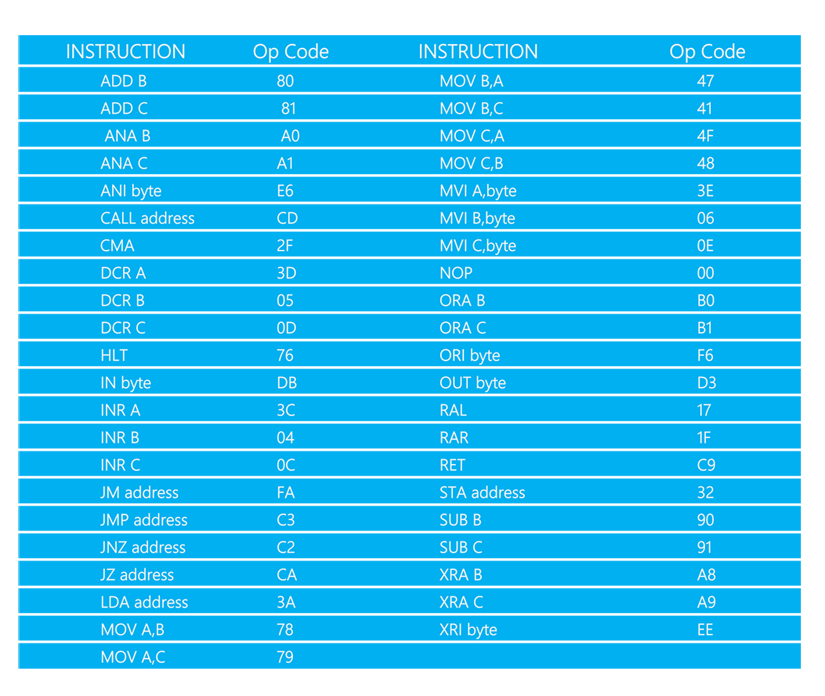 INSTRUCTION Op Code INSTRUCTION Op Code
ADD B 80 MOV B,A 47
ADD C 81 MOV B,C 41
ANA B A0 MOV C,A 4F
ANA C A1 MOV C,B 48
ANI byte E6 MVI A,byte 3E
CALL address CD MVI B,byte 06
CMA 2F MVI C,byte 0E
DCR A 3D NOP 00
DCR B 05 ORA B B0
DCR C 0D ORA C B1
HLT 76 ORI byte F6
IN byte DB OUT byte D3
INR A 3C RAL 17
INR B 04 RAR 1F
INR C 0C RET C9
JM address FA STA address 32
JMP address C3 SUB B 90
JNZ address C2 SUB C 91
JZ address CA XRA B A8
LDA address 3A XRA C A9
MOV A,B 78 XRI byte EE
MOV A,C 79